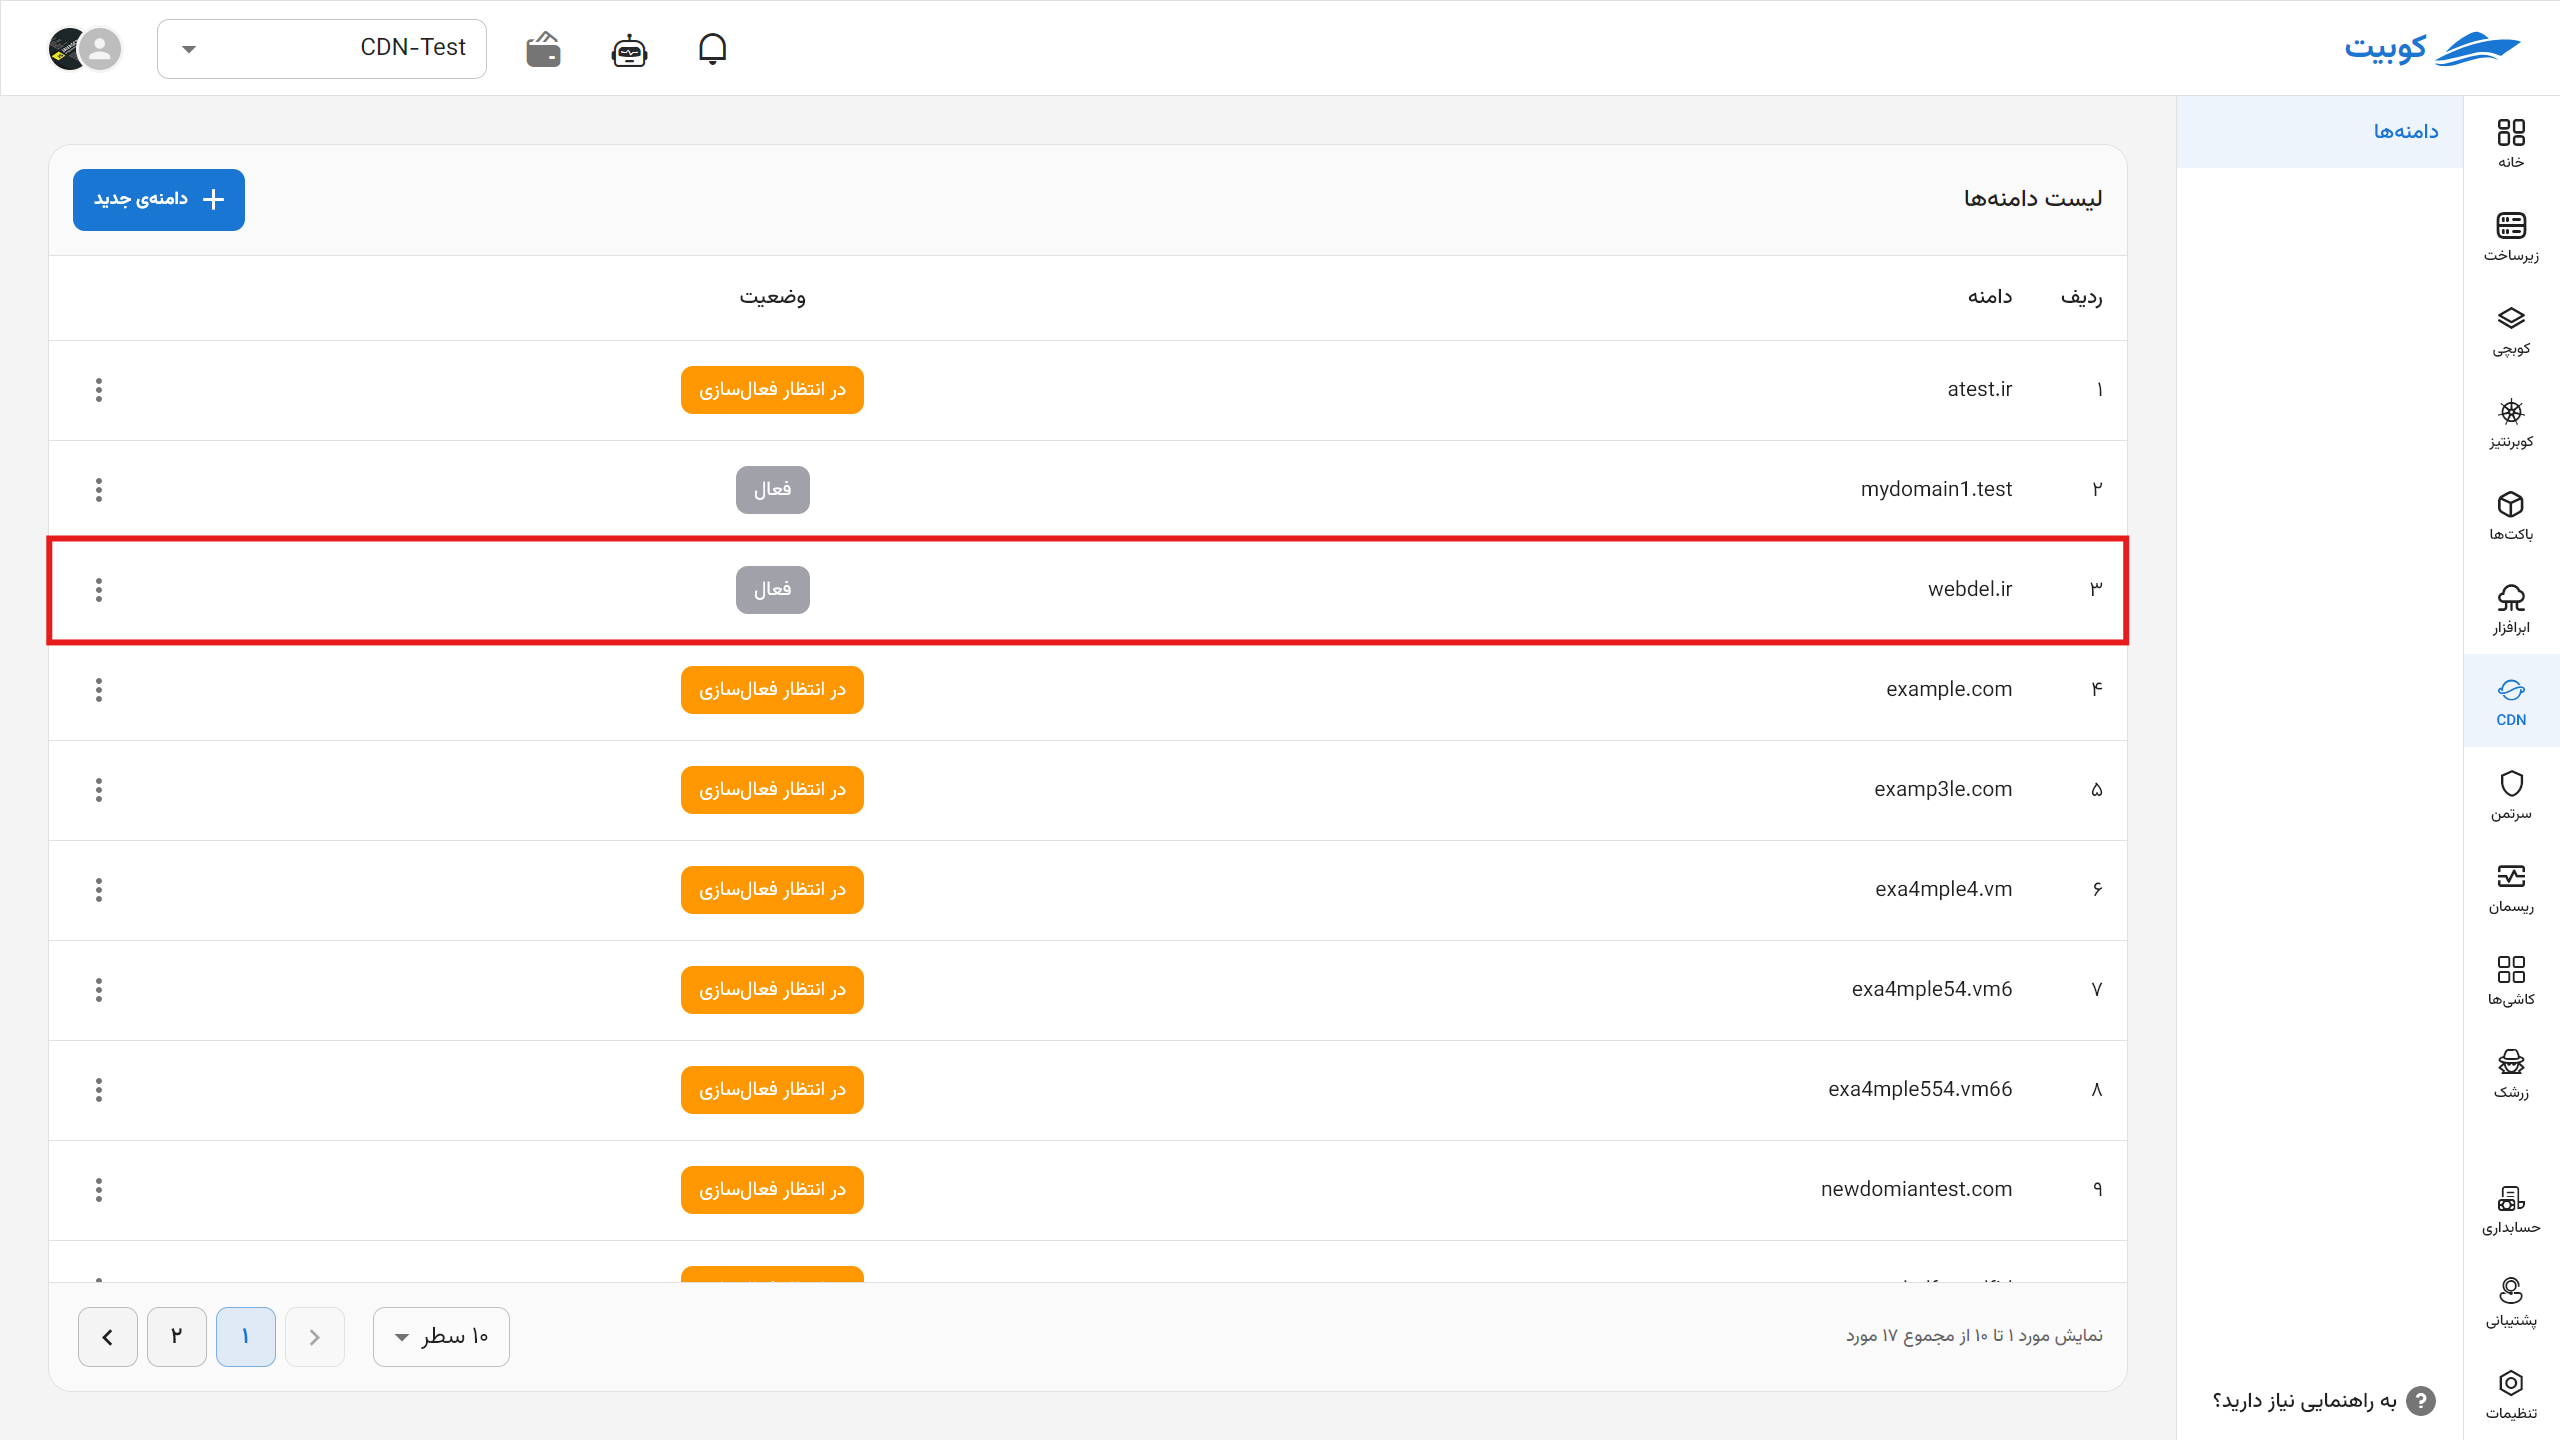 کوبیت
CDN-Test
خانه
زیرساخت
کوبچی
کوبرنتیز
باکت‌ها
ابرافزار
CDN
سرتمن
ریسمان
کاشی‌ها
زرشک
حسابداری
پشتیبانی
تنظیمات
دامنه‌ها
به راهنمایی نیاز دارید؟
لیست دامنه‌ها
دامنه‌ی جدید
ردیف دامنه وضعیت
۱ atest.ir در انتظار فعال‌سازی
۲ mydomain1.test فعال
۳ webdel.ir فعال
۴ example.com در انتظار فعال‌سازی
۵ examp3le.com در انتظار فعال‌سازی
۶ exa4mple4.vm در انتظار فعال‌سازی
۷ exa4mple54.vm6 در انتظار فعال‌سازی
۸ exa4mple554.vm66 در انتظار فعال‌سازی
۹ newdomiantest.com در انتظار فعال‌سازی
نمایش مورد ۱ تا ۱۰ از مجموع ۱۷ مورد
۱۰ سطر
۱ ۲